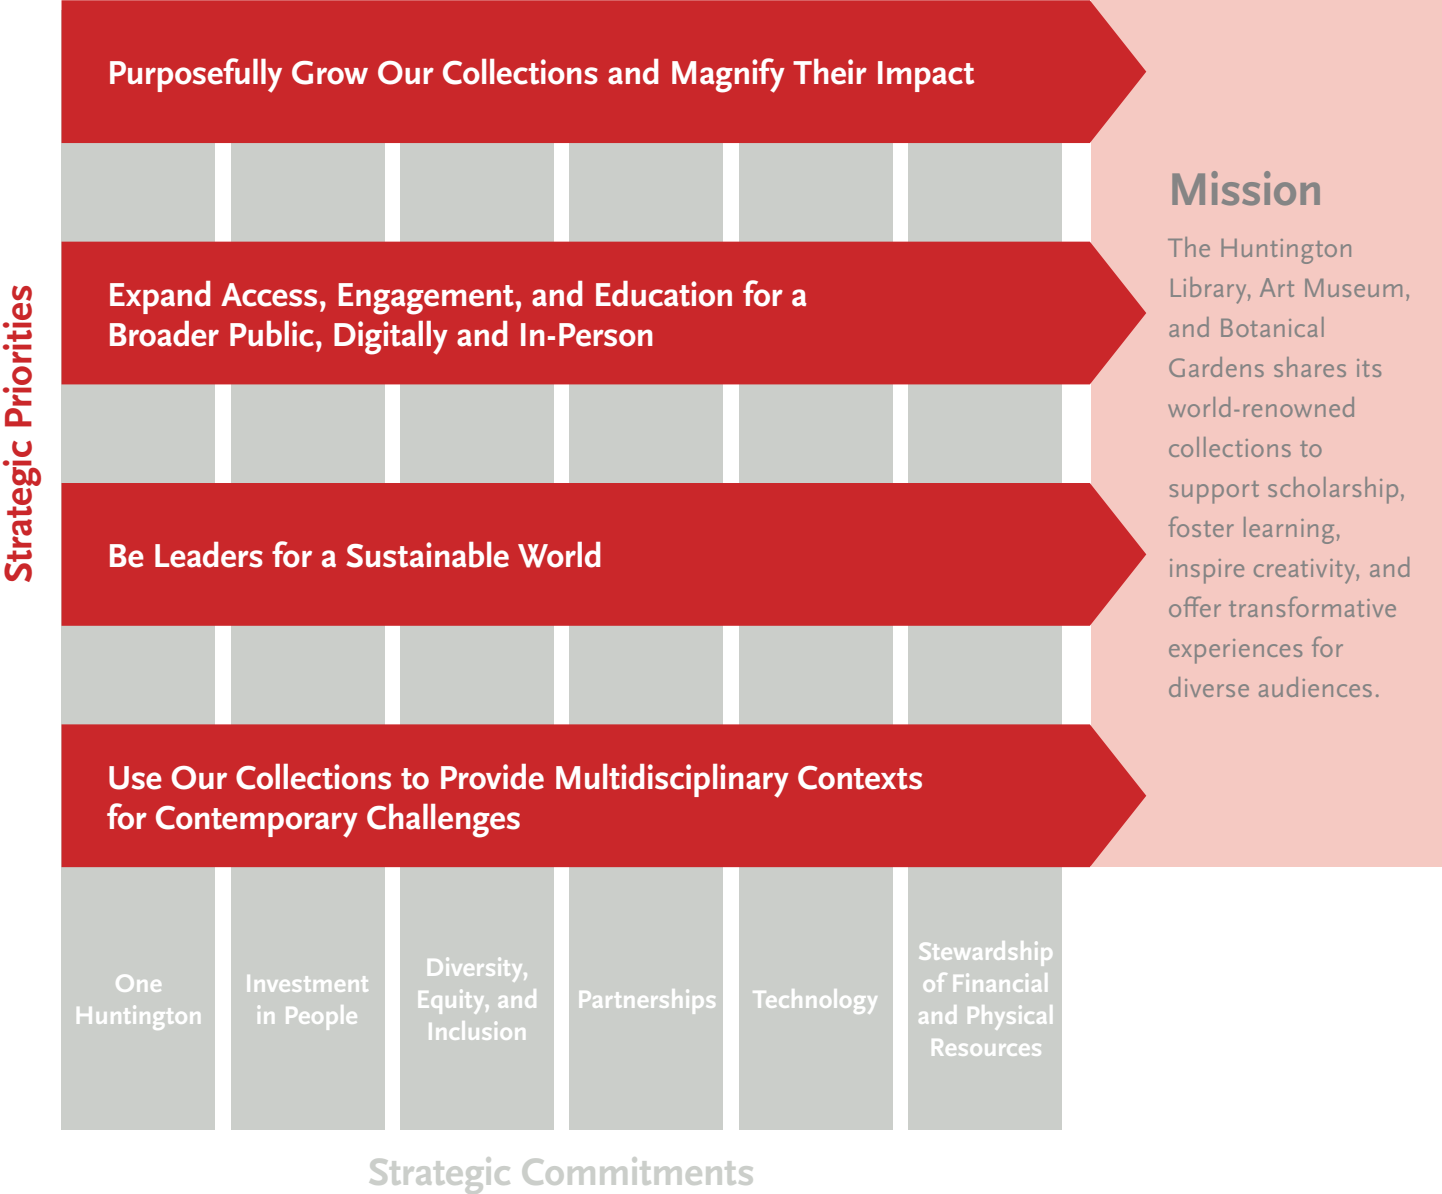 Purposefully Grow Our Collections and Magnify Their Impact
Strategic Priorities
Expand Access, Engagement, and Education for a
Broader Public, Digitally and In-Person
Be Leaders for a Sustainable World
Use Our Collections to Provide Multidisciplinary Contexts
for Contemporary Challenges
Mission
The Huntington
Library, Art Museum,
and Botanical
Gardens shares its
world-renowned
collections to
support scholarship,
foster learning,
inspire creativity, and
offer transformative
experiences for
diverse audiences.
One
Huntington
Investment
in People
Diversity,
Equity, and
Inclusion
Partnerships
Technology
Stewardship
of Financial
and Physical
Resources
Strategic Commitments